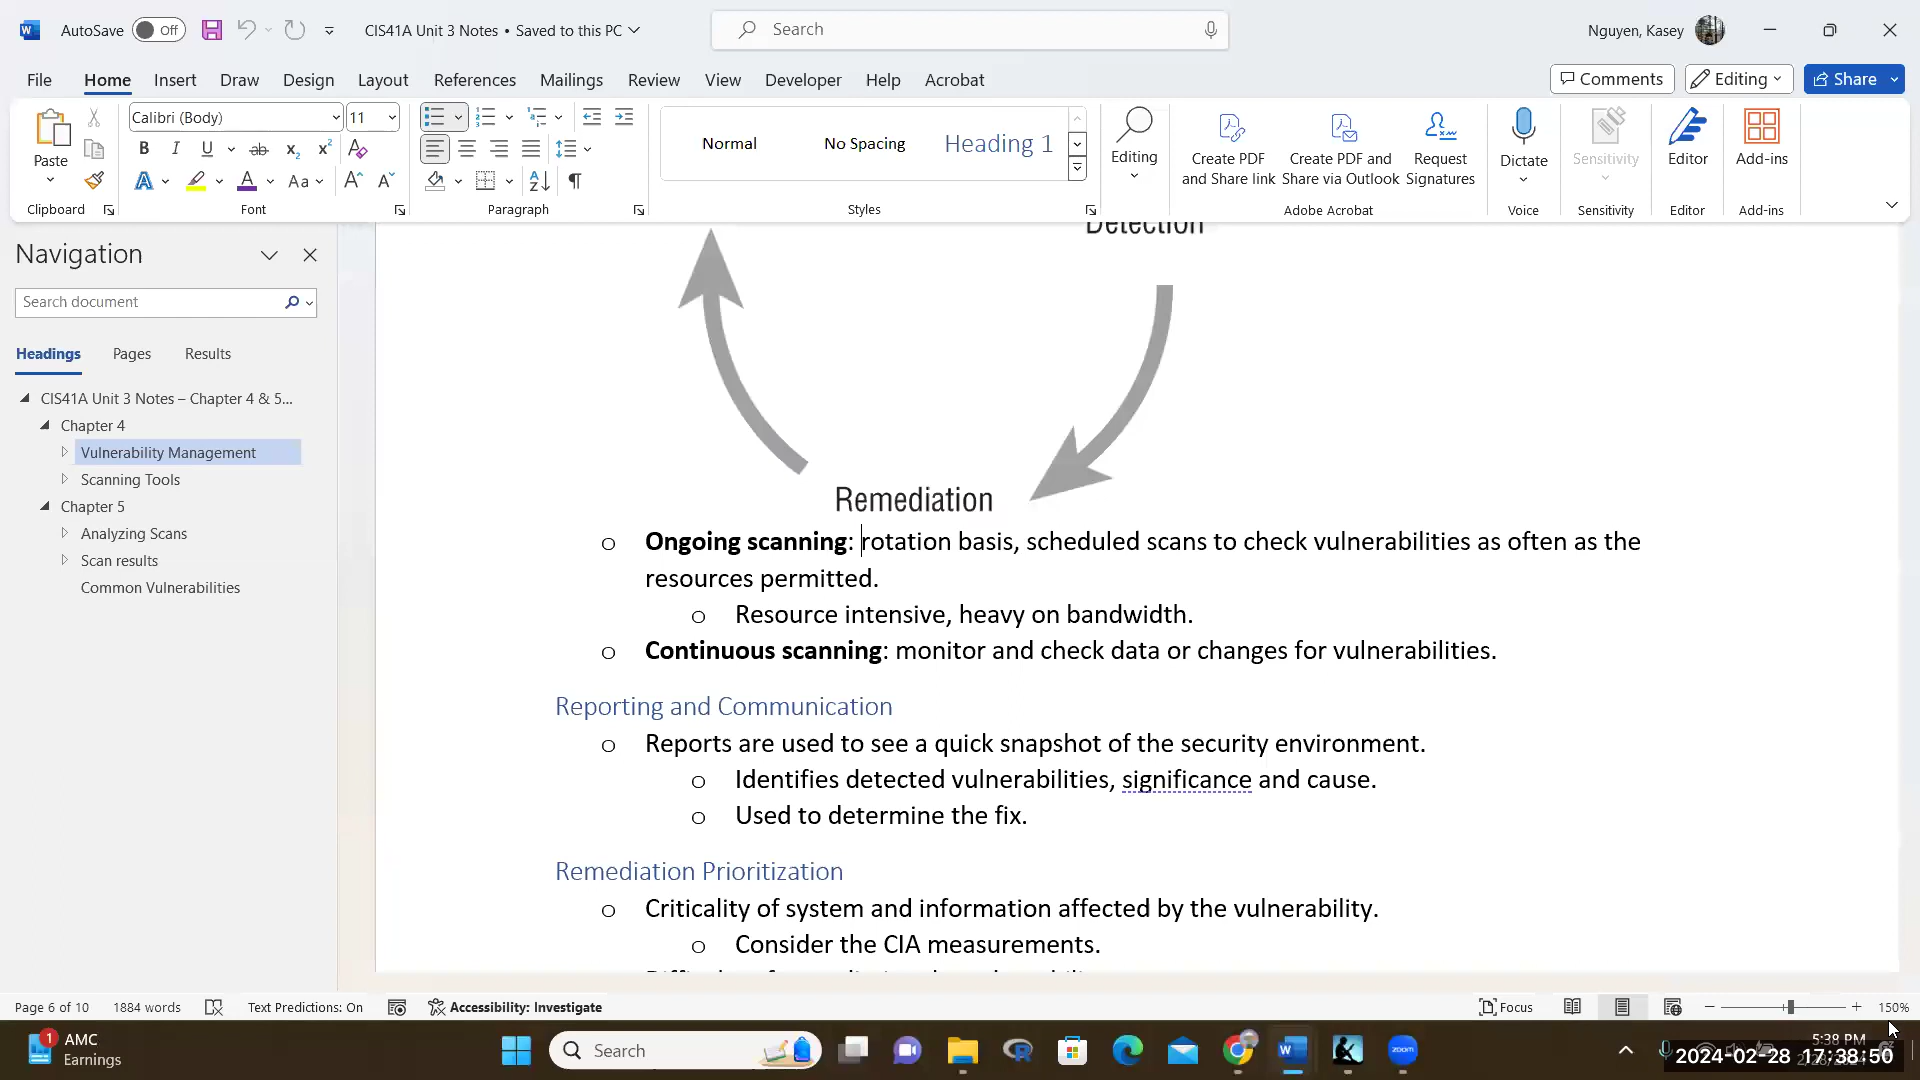 AutoSave Off CIS41A Unit 3 Notes • Saved to this PC Search Nguyen, Kasey
File Home Insert Draw Design Layout References Mailings Review View Developer Help Acrobat Comments Editing Share
Paste
Clipboard
Calibri (Body) 11
Font
Paragraph
Normal No Spacing Heading 1
Styles
Editing
Create PDF and Share link
Create PDF and Share via Outlook
Request Signatures
Adobe Acrobat
Dictate
Voice
Sensitivity
Sensitivity
Editor
Editor
Add-ins
Add-ins
Navigation
Search document
Headings Pages Results
CIS41A Unit 3 Notes – Chapter 4 & 5...
Chapter 4
Vulnerability Management
Scanning Tools
Chapter 5
Analyzing Scans
Scan results
Common Vulnerabilities
Detection
Remediation
o Ongoing scanning: rotation basis, scheduled scans to check vulnerabilities as often as the
resources permitted.
o Resource intensive, heavy on bandwidth.
o Continuous scanning: monitor and check data or changes for vulnerabilities.
Reporting and Communication
o Reports are used to see a quick snapshot of the security environment.
o Identifies detected vulnerabilities, significance and cause.
o Used to determine the fix.
Remediation Prioritization
o Criticality of system and information affected by the vulnerability.
o Consider the CIA measurements.
Page 6 of 10 1884 words Text Predictions: On Accessibility: Investigate Focus 150%
1 AMC
Earnings
Search
zoom
5:38 PM
2024-02-28 17:38:50